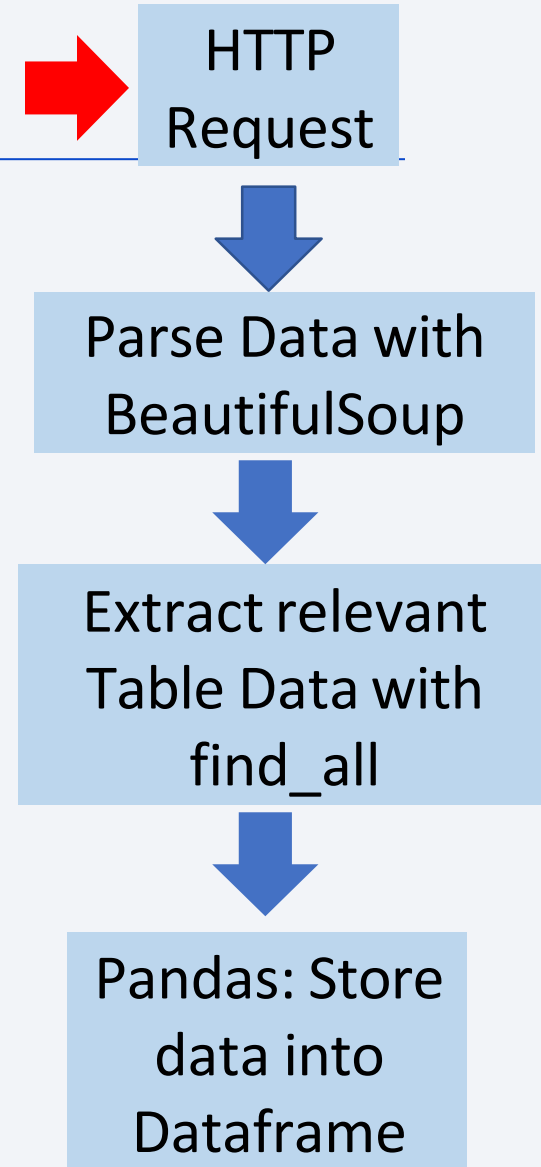 HTTP
Request
Parse Data with
BeautifulSoup
Extract relevant
Table Data with
find_all
Pandas: Store
data into
Dataframe